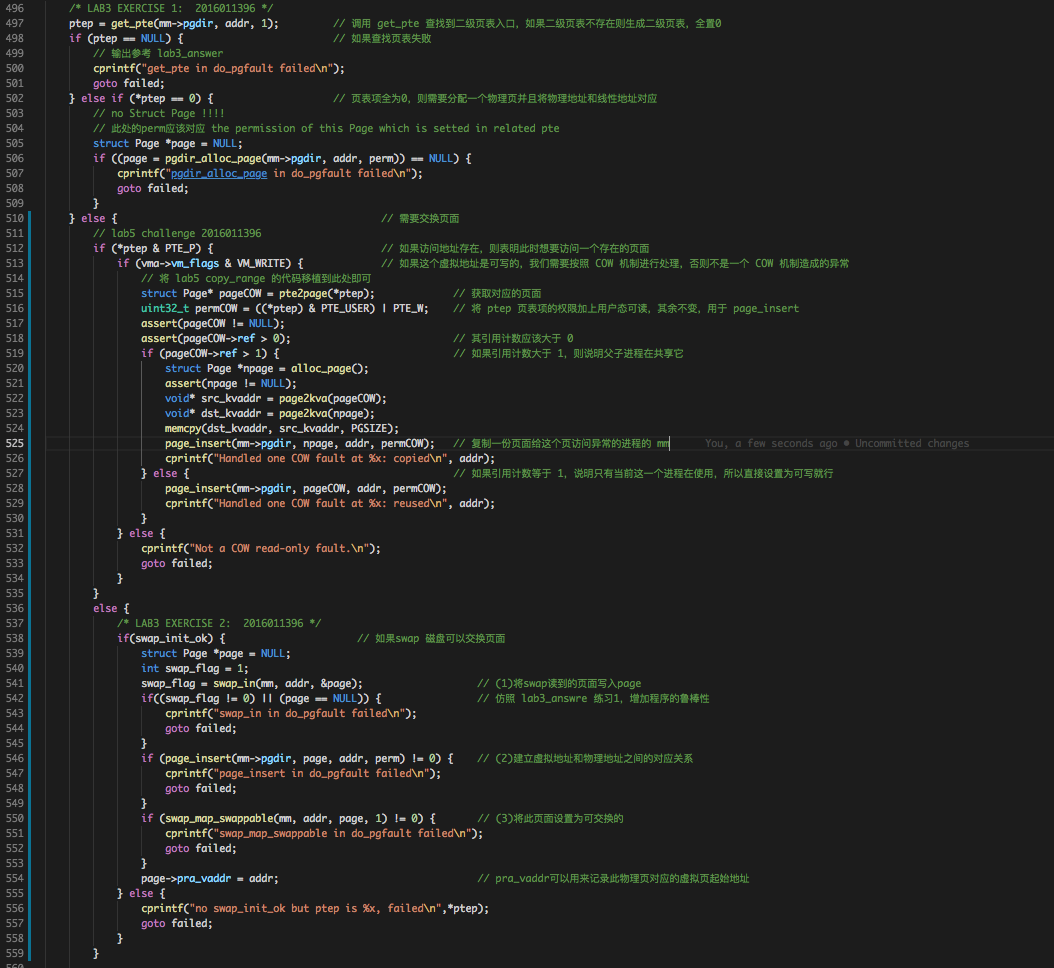 496 /* LAB3 EXERCISE 1: 2016011396 */
497 ptep = get_pte(mm->pgdir, addr, 1); // 调用 get_pte 查找到二级页表入口，如果二级页表不存在则生成二级页表，全置0
498 if (ptep == NULL) { // 如果查找页表失败
499 // 输出参考 lab3_answer
500 cprintf("get_pte in do_pgfault failed\n");
501 goto failed;
502 } else if (*ptep == 0) { // 页表项全为0，则需要分配一个物理页并且将物理地址和线性地址对应
503 // no Struct Page !!!!
504 // 此处的perm应该对应 the permission of this Page which is setted in related pte
505 struct Page *page = NULL;
506 if ((page = pgdir_alloc_page(mm->pgdir, addr, perm)) == NULL) {
507 cprintf("pgdir_alloc_page in do_pgfault failed\n");
508 goto failed;
509 }
510 } else { // 需要交换页面
511 // lab5 challenge 2016011396
512 if (*ptep & PTE_P) { // 如果访问地址存在，则表明此时想要访问一个存在的页面
513 if (vma->vm_flags & VM_WRITE) { // 如果这个虚拟地址是可写的，我们需要按照 COW 机制进行处理，否则不是一个 COW 机制造成的异常
514 // 将 lab5 copy_range 的代码移植到此处即可
515 struct Page* pageCOW = pte2page(*ptep); // 获取对应的页面
516 uint32_t permCOW = ((*ptep) & PTE_USER) | PTE_W; // 将 ptep 页表项的权限加上用户态可读，其余不变，用于 page_insert
517 assert(pageCOW != NULL);
518 assert(pageCOW->ref > 0); // 其引用计数应该大于 0
519 if (pageCOW->ref > 1) { // 如果引用计数大于 1，则说明父子进程在共享它
520 struct Page *npage = alloc_page();
521 assert(npage != NULL);
522 void* src_kvaddr = page2kva(pageCOW);
523 void* dst_kvaddr = page2kva(npage);
524 memcpy(dst_kvaddr, src_kvaddr, PGSIZE);
525 page_insert(mm->pgdir, npage, addr, permCOW); // 复制一份页面给这个页访问异常的进程的 mm You, a few seconds ago • Uncommitted changes
526 cprintf("Handled one COW fault at %x: copied\n", addr);
527 } else { // 如果引用计数等于 1，说明只有当前这一个进程在使用，所以直接设置为可写就行
528 page_insert(mm->pgdir, pageCOW, addr, permCOW);
529 cprintf("Handled one COW fault at %x: reused\n", addr);
530 }
531 } else {
532 cprintf("Not a COW read-only fault.\n");
533 goto failed;
534 }
535 }
536 else {
537 /* LAB3 EXERCISE 2: 2016011396 */
538 if(swap_init_ok) { // 如果swap 磁盘可以交换页面
539 struct Page *page = NULL;
540 int swap_flag = 1;
541 swap_flag = swap_in(mm, addr, &page); // (1)将swap读到的页面写入page
542 if((swap_flag != 0) || (page == NULL)) { // 仿照 lab3_answre 练习1，增加程序的鲁棒性
543 cprintf("swap_in in do_pgfault failed\n");
544 goto failed;
545 }
546 if (page_insert(mm->pgdir, page, addr, perm) != 0) { // (2)建立虚拟地址和物理地址之间的对应关系
547 cprintf("page_insert in do_pgfault failed\n");
548 goto failed;
549 }
550 if (swap_map_swappable(mm, addr, page, 1) != 0) { // (3)将此页面设置为可交换的
551 cprintf("swap_map_swappable in do_pgfault failed\n");
552 goto failed;
553 }
554 page->pra_vaddr = addr; // pra_vaddr可以用来记录此物理页对应的虚拟页起始地址
555 } else {
556 cprintf("no swap_init_ok but ptep is %x, failed\n",*ptep);
557 goto failed;
558 }
559 }
560